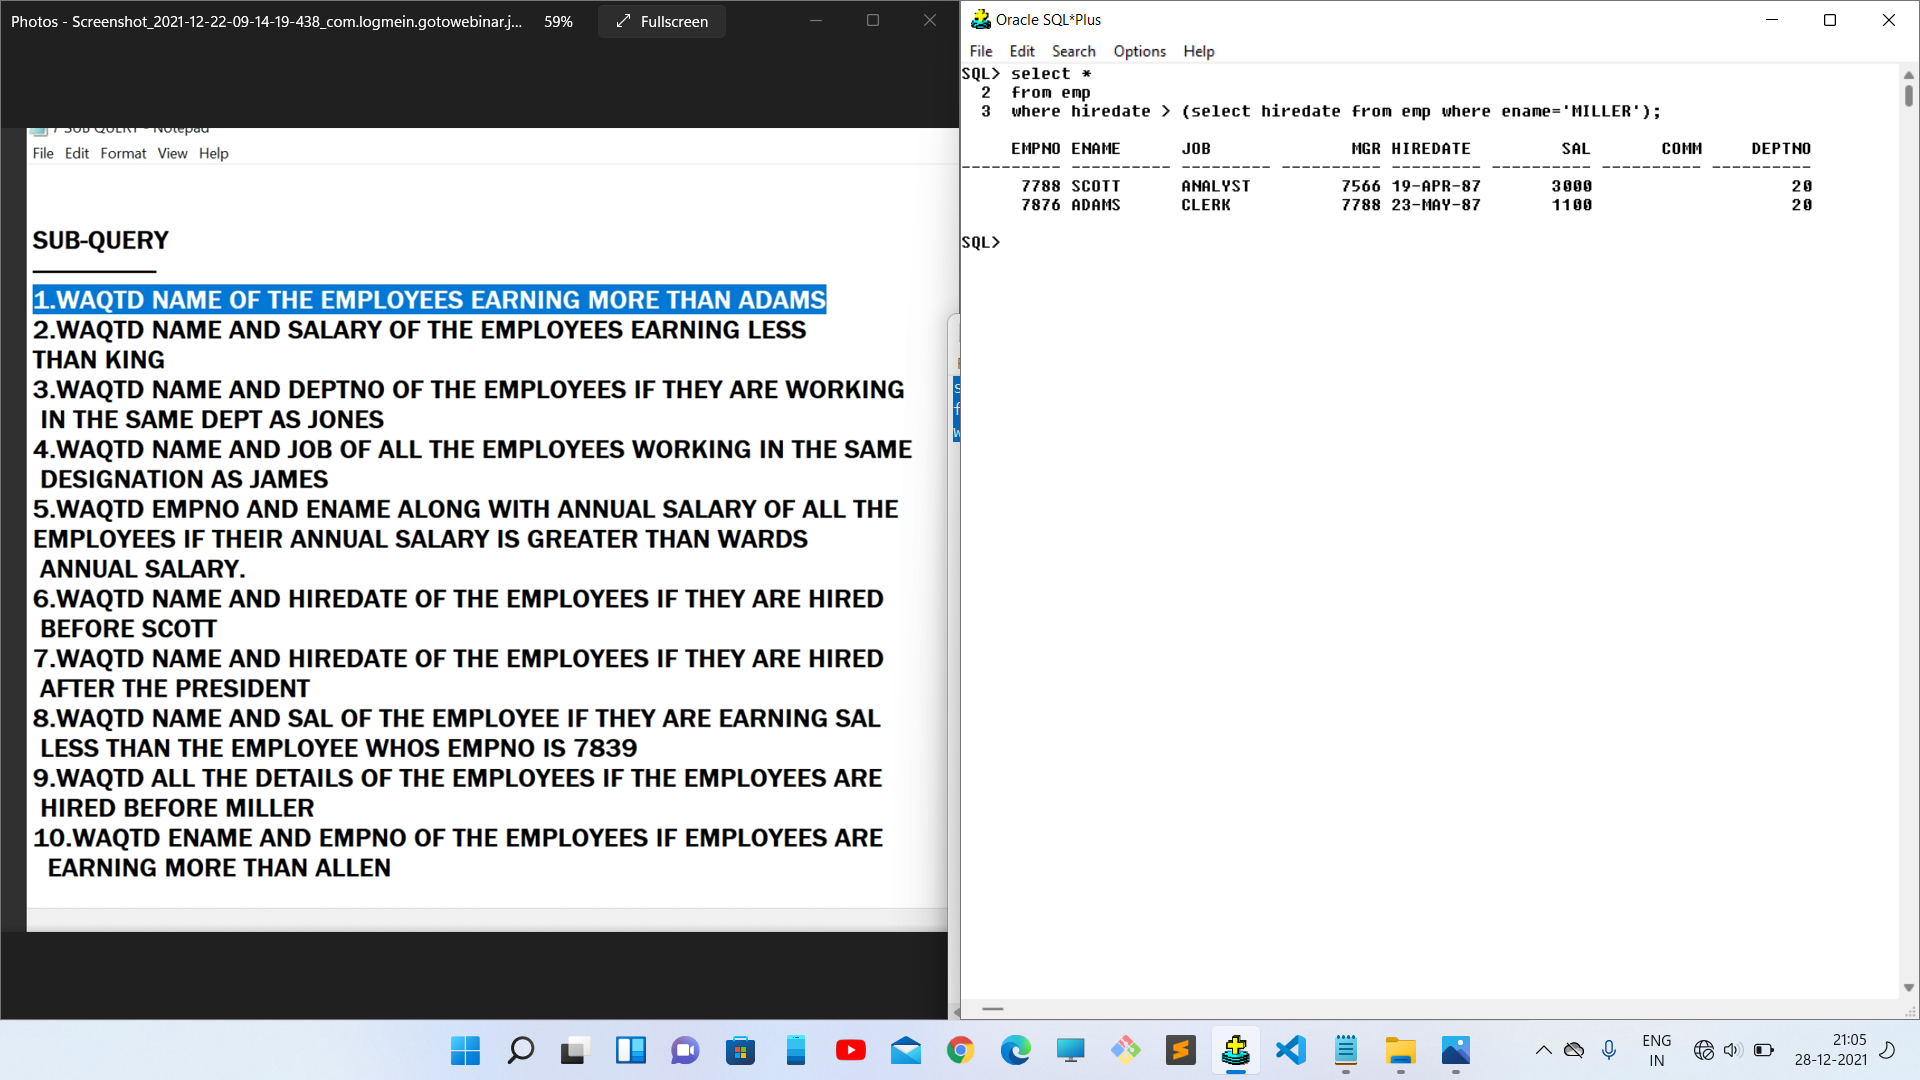 Photos - Screenshot_2021-12-22-09-14-19-438_com.logmein.gotowebinar.j... 59% Fullscreen
7 SUB QUERY - Notepad
File Edit Format View Help
SUB-QUERY
1.WAQTD NAME OF THE EMPLOYEES EARNING MORE THAN ADAMS
2.WAQTD NAME AND SALARY OF THE EMPLOYEES EARNING LESS
THAN KING
3.WAQTD NAME AND DEPTNO OF THE EMPLOYEES IF THEY ARE WORKING
IN THE SAME DEPT AS JONES
4.WAQTD NAME AND JOB OF ALL THE EMPLOYEES WORKING IN THE SAME
DESIGNATION AS JAMES
5.WAQTD EMPNO AND ENAME ALONG WITH ANNUAL SALARY OF ALL THE
EMPLOYEES IF THEIR ANNUAL SALARY IS GREATER THAN WARDS
ANNUAL SALARY.
6.WAQTD NAME AND HIREDATE OF THE EMPLOYEES IF THEY ARE HIRED
BEFORE SCOTT
7.WAQTD NAME AND HIREDATE OF THE EMPLOYEES IF THEY ARE HIRED
AFTER THE PRESIDENT
8.WAQTD NAME AND SAL OF THE EMPLOYEE IF THEY ARE EARNING SAL
LESS THAN THE EMPLOYEE WHOS EMPNO IS 7839
9.WAQTD ALL THE DETAILS OF THE EMPLOYEES IF THE EMPLOYEES ARE
HIRED BEFORE MILLER
10.WAQTD ENAME AND EMPNO OF THE EMPLOYEES IF EMPLOYEES ARE
EARNING MORE THAN ALLEN
Oracle SQL*Plus
File Edit Search Options Help
SQL> select *
2 from emp
3 where hiredate > (select hiredate from emp where ename='MILLER');
EMPNO ENAME JOB MGR HIREDATE SAL COMM DEPTNO
---------- ---------- --------- ---------- --------- ---------- ---------- ----------
7788 SCOTT ANALYST 7566 19-APR-87 3000 20
7876 ADAMS CLERK 7788 23-MAY-87 1100 20
SQL>
ENG
IN
21:05
28-12-2021